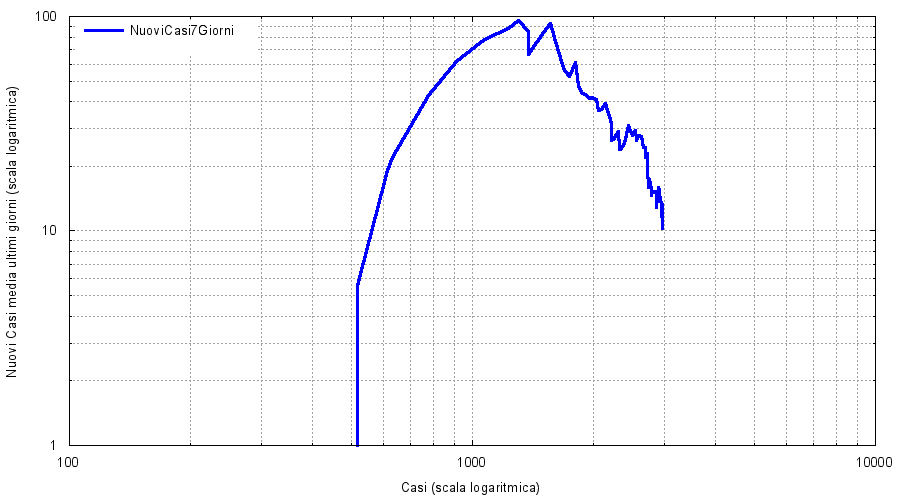 100
NuoviCasi7Giorni
10
1
Nuovi Casi media ultimi giorni (scala logaritmica)
100
1000
10000
Casi (scala logaritmica)